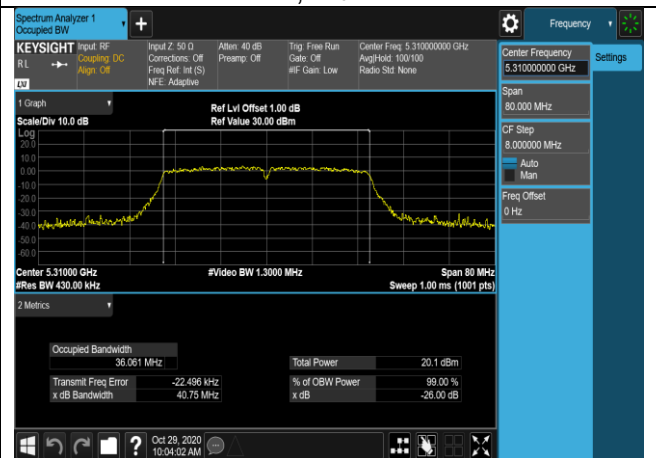 Spectrum Analyzer 1
Occupied BW
Frequency
KEYSIGHT
RL
LXI
Input: RF
Coupling: DC
Align: Off
Input Z: 50 Ω
Corrections: Off
Freq Ref: Int (S)
NFE: Adaptive
Atten: 40 dB
Preamp: Off
Trig: Free Run
Gate: Off
#IF Gain: Low
Center Freq: 5.310000000 GHz
Avg|Hold: 100/100
Radio Std: None
Center Frequency
5.310000000 GHz
Settings
Span
80.000 MHz
CF Step
8.000000 MHz
Auto
Man
Freq Offset
0 Hz
1 Graph
Scale/Div 10.0 dB
Ref Lvl Offset 1.00 dB
Ref Value 30.00 dBm
Log
20.0
10.0
0.00
-10.0
-20.0
-30.0
-40.0
-50.0
-60.0
Center 5.31000 GHz
#Res BW 430.00 kHz
#Video BW 1.3000 MHz
Span 80 MHz
Sweep 1.00 ms (1001 pts)
2 Metrics
Occupied Bandwidth
36.061 MHz
Total Power 20.1 dBm
Transmit Freq Error -22.496 kHz
% of OBW Power 99.00 %
x dB Bandwidth 40.75 MHz
x dB -26.00 dB
?
Oct 29, 2020
10:04:02 AM